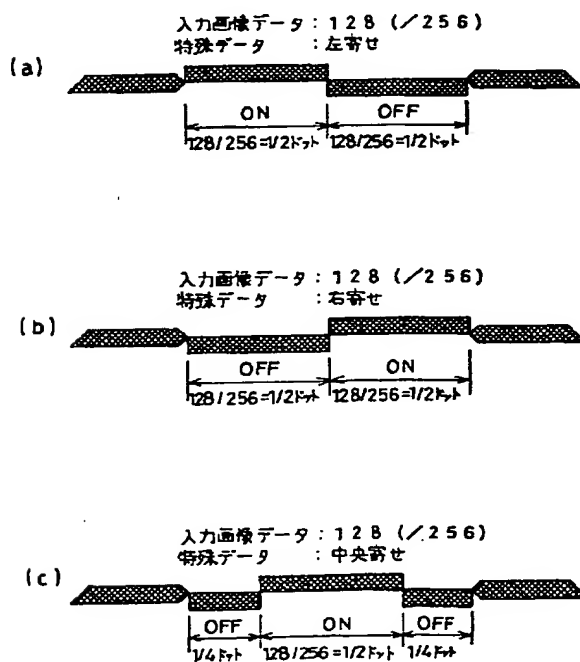 入力画像データ : 128 (/256)
特殊データ : 左寄せ
(a)
ON OFF
128/256=1/2ドット 128/256=1/2ドット
入力画像データ : 128 (/256)
特殊データ : 右寄せ
(b)
OFF ON
128/256=1/2ドット 128/256=1/2ドット
入力画像データ : 128 (/256)
特殊データ : 中央寄せ
(c)
OFF ON OFF
1/4ドット 128/256=1/2ドット 1/4ドット